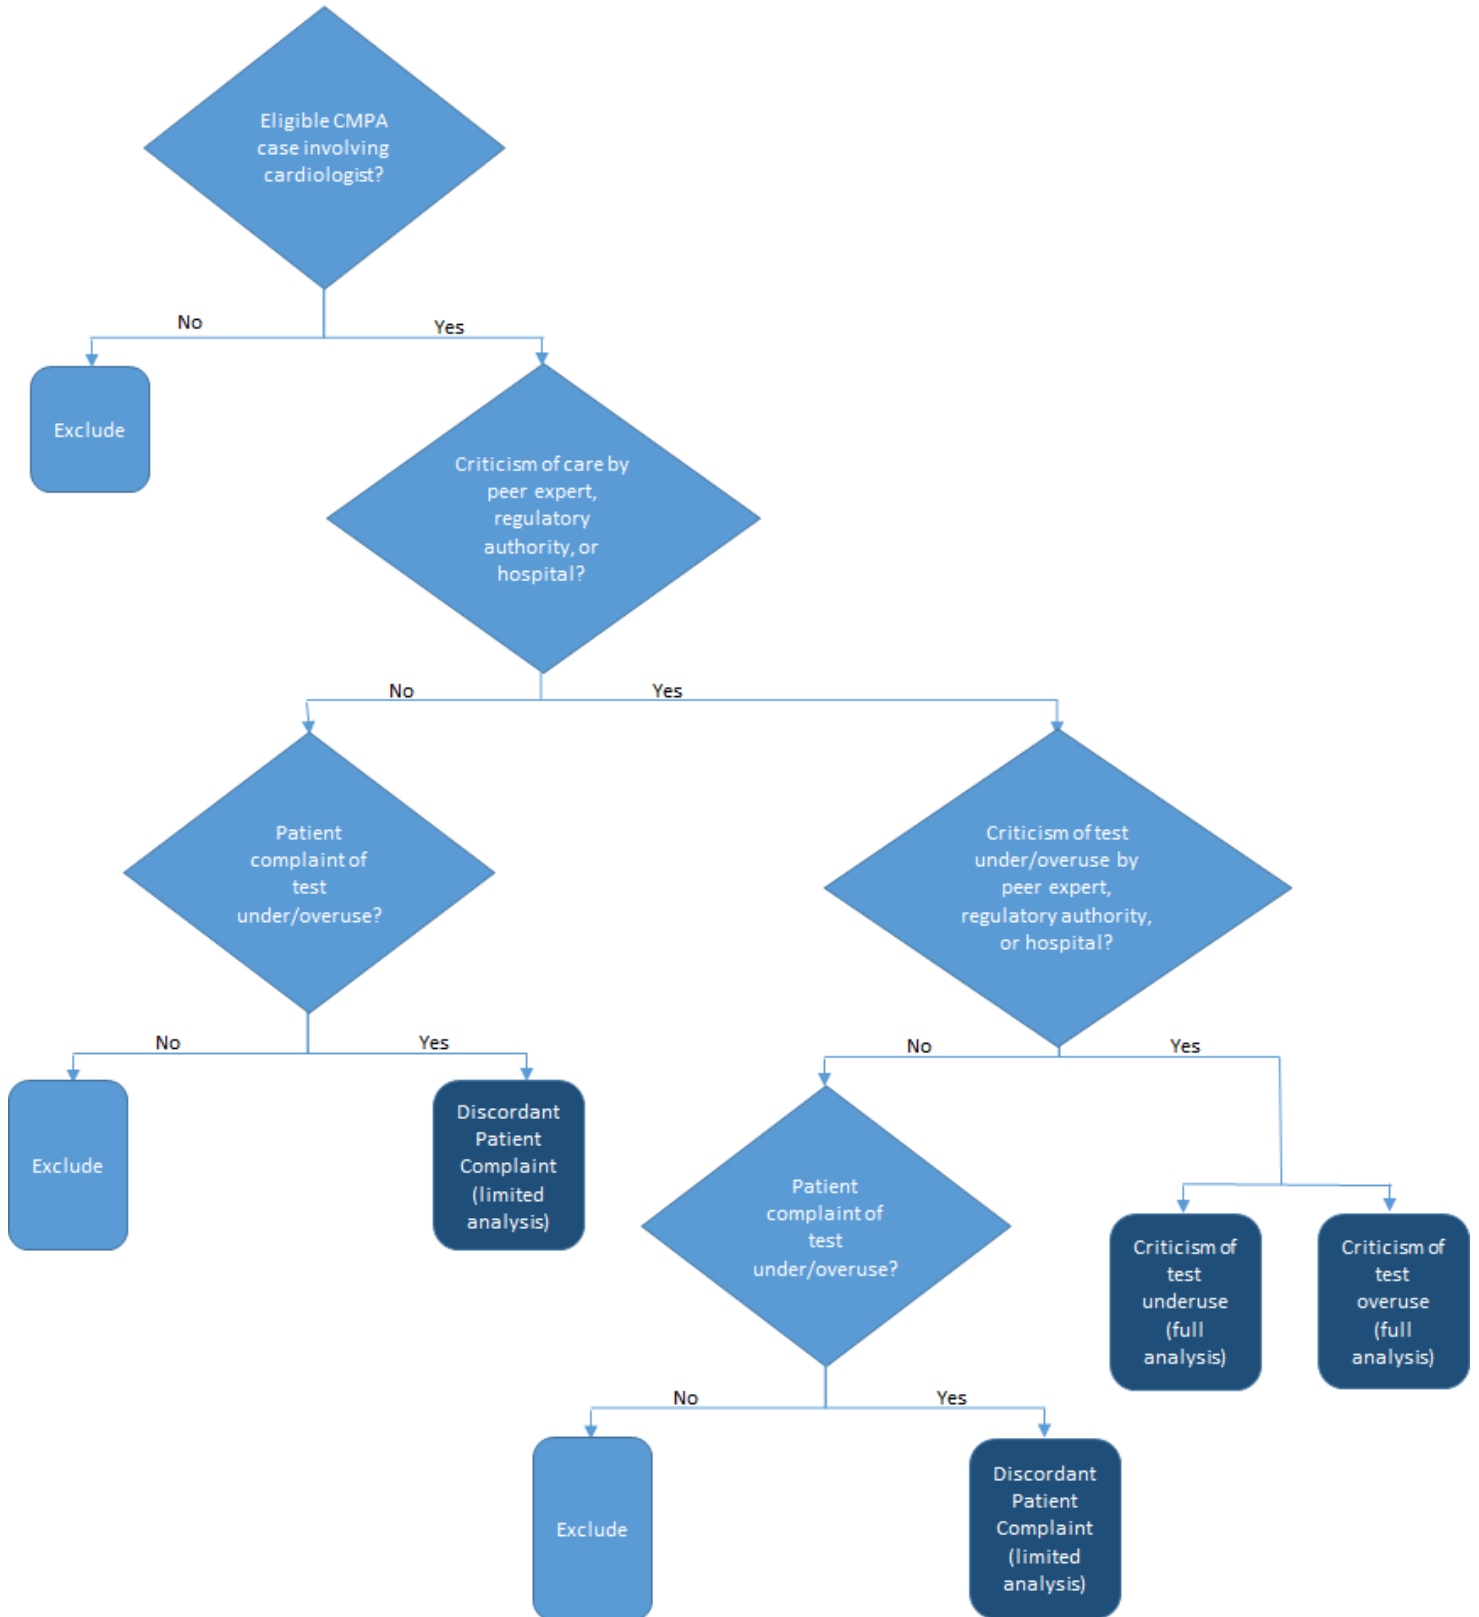 Eligible CMPA
case involving
cardiologist?
No
Yes
Exclude
Criticism of care by
peer expert,
regulatory
authority, or
hospital?
No
Yes
Patient
complaint of
test
under/overuse?
Criticism of test
under/overuse by
peer expert,
regulatory authority,
or hospital?
No
Yes
No
Yes
Exclude
Discordant
Patient
Complaint
(limited
analysis)
Patient
complaint of
test
under/overuse?
Criticism of
test
underuse
(full
analysis)
Criticism of
test
overuse
(full
analysis)
No
Yes
Exclude
Discordant
Patient
Complaint
(limited
analysis)